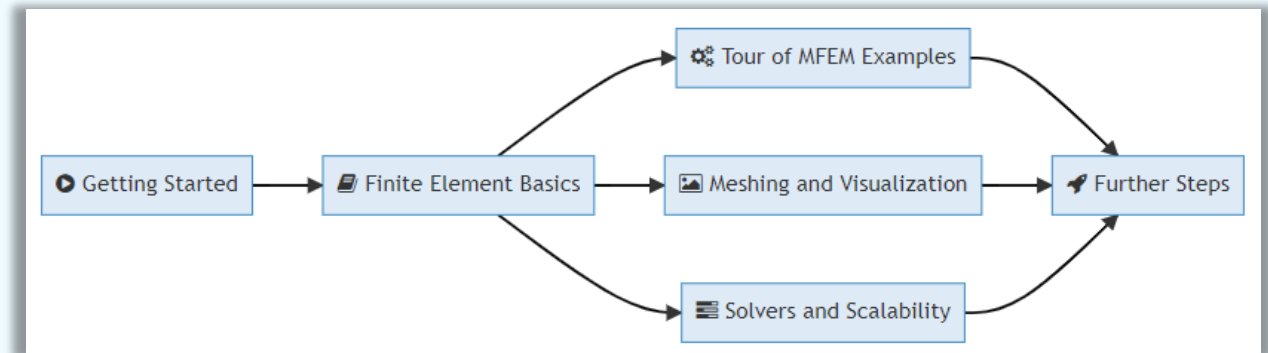 Getting Started
Finite Element Basics
Tour of MFEM Examples
Meshing and Visualization
Solvers and Scalability
Further Steps